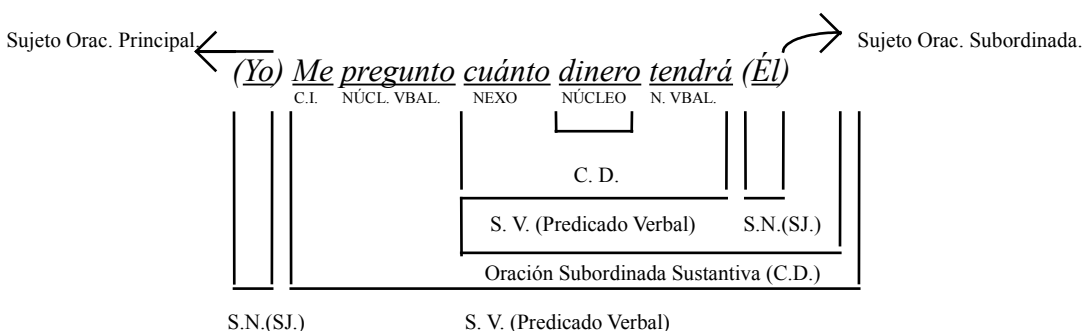 Sujeto Orac. Principal.
Sujeto Orac. Subordinada.
(Yo) Me pregunto cuánto dinero tendrá (Él)
C.I. NÚCL. VBAL. NEXO NÚCLEO N. VBAL.
C. D.
S. V. (Predicado Verbal) S.N.(SJ.)
Oración Subordinada Sustantiva (C.D.)
S.N.(SJ.) S. V. (Predicado Verbal)